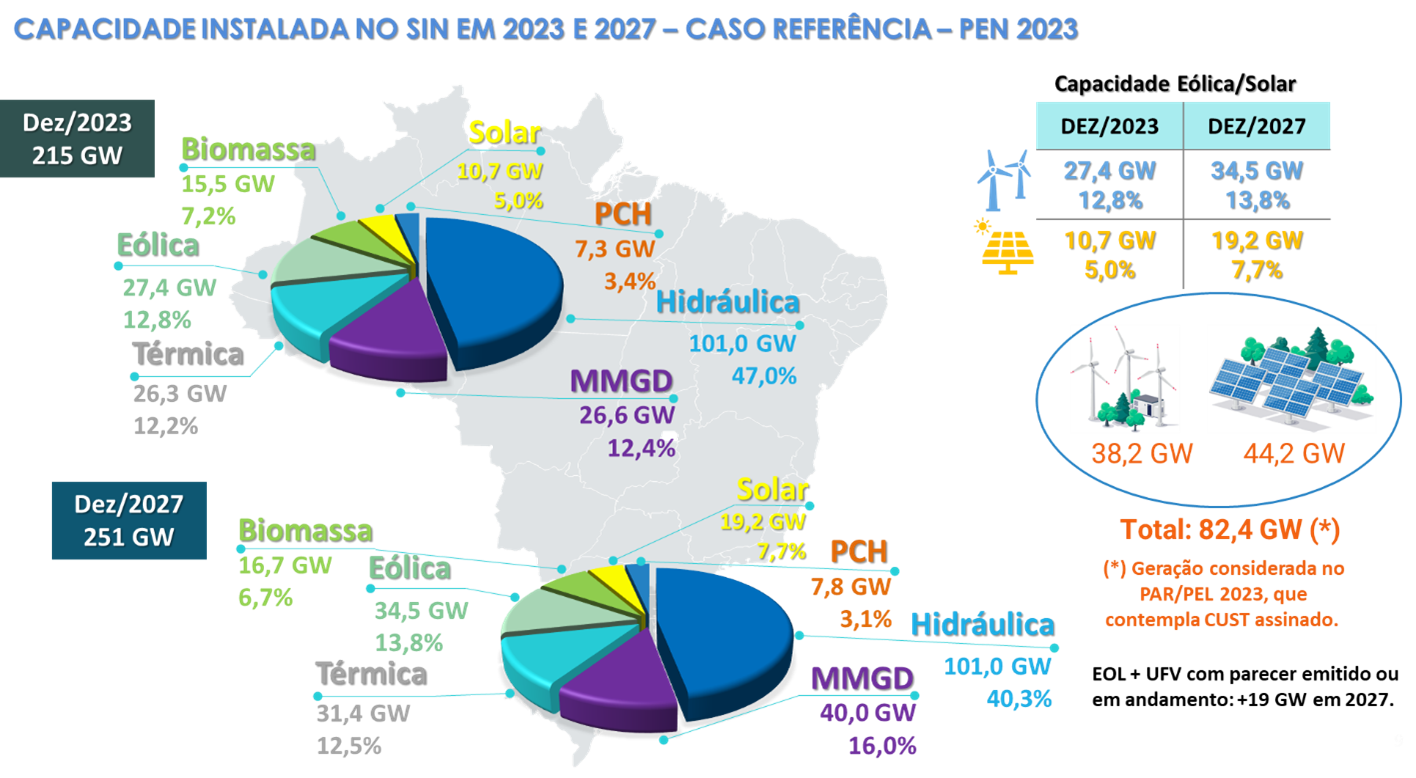 CAPACIDADE INSTALADA NO SIN EM 2023 E 2027 – CASO REFERÊNCIA – PEN 2023
Dez/2023
215 GW
Biomassa
15,5 GW
7,2%
Solar
10,7 GW
5,0%
PCH
7,3 GW
3,4%
Eólica
27,4 GW
12,8%
Hidráulica
101,0 GW
47,0%
Térmica
26,3 GW
12,2%
MMGD
26,6 GW
12,4%
Capacidade Eólica/Solar
DEZ/2023 DEZ/2027
27,4 GW 34,5 GW
12,8% 13,8%
10,7 GW 19,2 GW
5,0% 7,7%
38,2 GW 44,2 GW
Total: 82,4 GW (*)
(*) Geração considerada no
PAR/PEL 2023, que
contempla CUST assinado.
EOL + UFV com parecer emitido ou
em andamento: +19 GW em 2027.
Dez/2027
251 GW
Biomassa
16,7 GW
6,7%
Solar
19,2 GW
7,7%
PCH
7,8 GW
3,1%
Eólica
34,5 GW
13,8%
Hidráulica
101,0 GW
40,3%
Térmica
31,4 GW
12,5%
MMGD
40,0 GW
16,0%